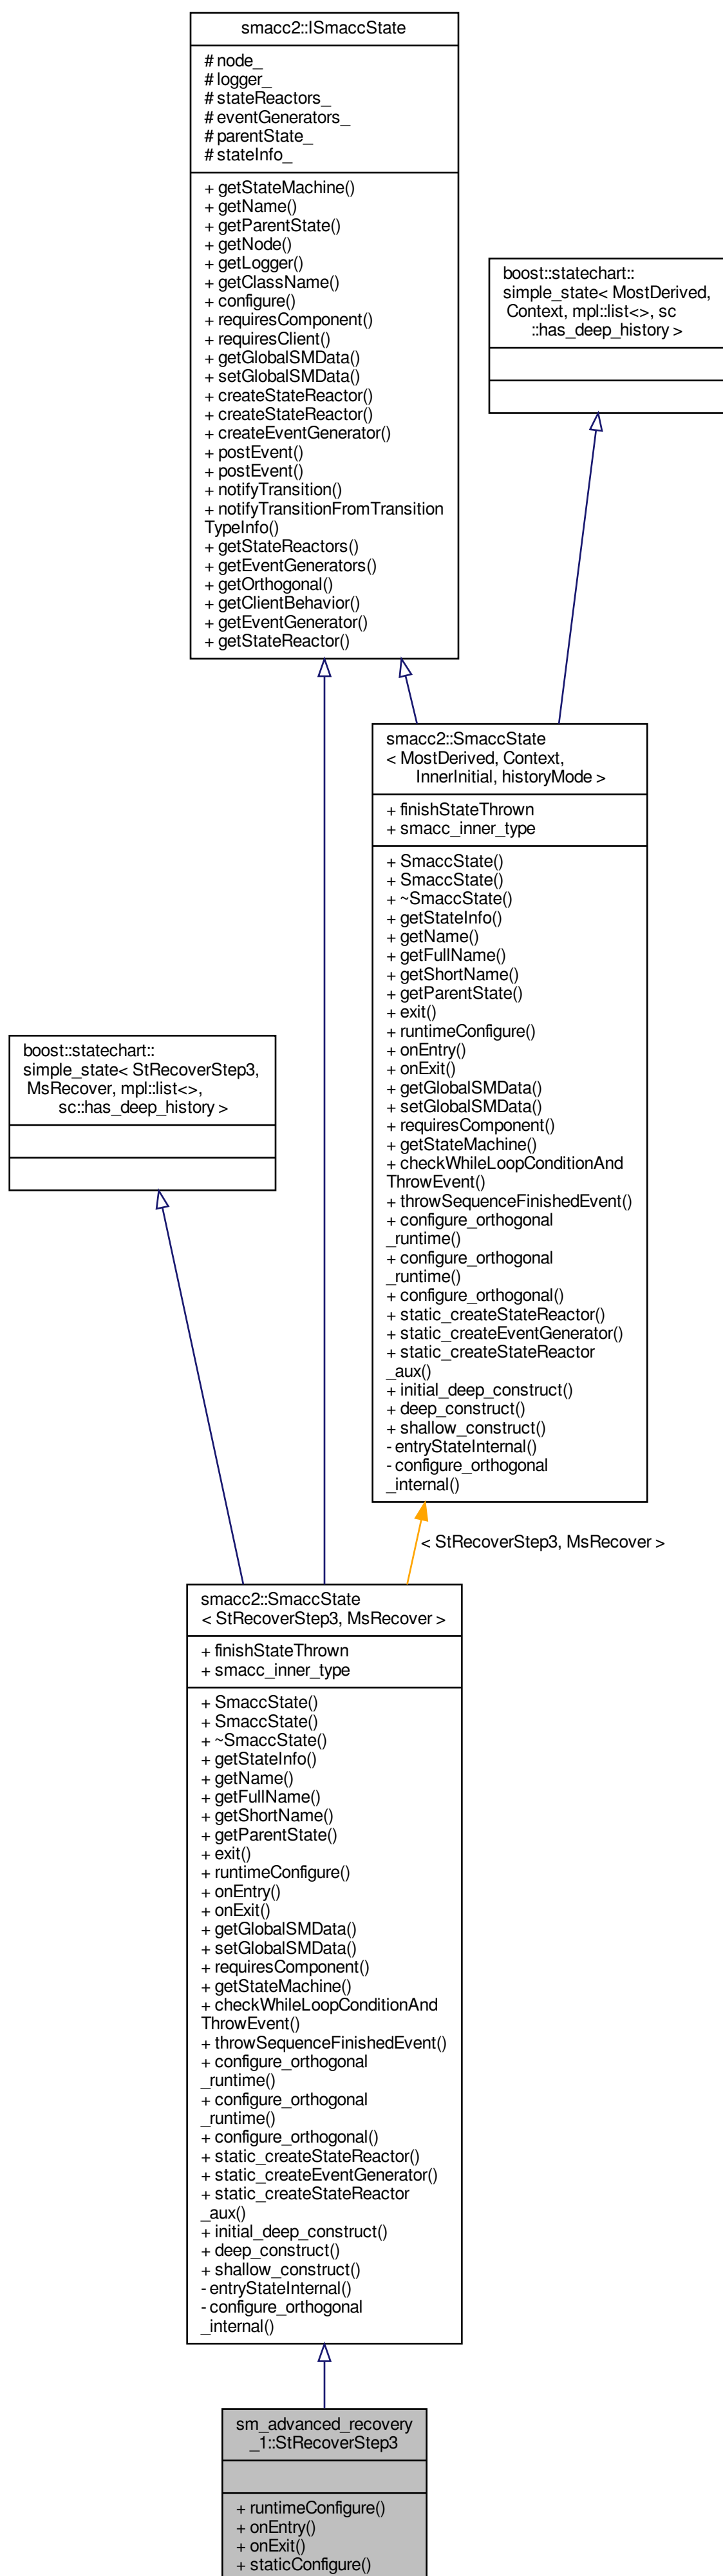 smacc2::ISmaccState
# node_
# logger_
# stateReactors_
# eventGenerators_
# parentState_
# stateInfo_
+ getStateMachine()
+ getName()
+ getParentState()
+ getNode()
+ getLogger()
+ getClassName()
+ configure()
+ requiresComponent()
+ requiresClient()
+ getGlobalSMData()
+ setGlobalSMData()
+ createStateReactor()
+ createStateReactor()
+ createEventGenerator()
+ postEvent()
+ postEvent()
+ notifyTransition()
+ notifyTransitionFromTransition
TypeInfo()
+ getStateReactors()
+ getEventGenerators()
+ getOrthogonal()
+ getClientBehavior()
+ getEventGenerator()
+ getStateReactor()
boost::statechart::
simple_state< MostDerived,
Context, mpl::list<>, sc
::has_deep_history >
smacc2::SmaccState
< MostDerived, Context,
InnerInitial, historyMode >
+ finishStateThrown
+ smacc_inner_type
+ SmaccState()
+ SmaccState()
+ ~SmaccState()
+ getStateInfo()
+ getName()
+ getFullName()
+ getShortName()
+ getParentState()
+ exit()
+ runtimeConfigure()
+ onEntry()
+ onExit()
+ getGlobalSMData()
+ setGlobalSMData()
+ requiresComponent()
+ getStateMachine()
+ checkWhileLoopConditionAnd
ThrowEvent()
+ throwSequenceFinishedEvent()
+ configure_orthogonal
_runtime()
+ configure_orthogonal
_runtime()
+ configure_orthogonal()
+ static_createStateReactor()
+ static_createEventGenerator()
+ static_createStateReactor
_aux()
+ initial_deep_construct()
+ deep_construct()
+ shallow_construct()
- entryStateInternal()
- configure_orthogonal
_internal()
boost::statechart::
simple_state< StRecoverStep3,
MsRecover, mpl::list<>,
sc::has_deep_history >
< StRecoverStep3, MsRecover >
smacc2::SmaccState
< StRecoverStep3, MsRecover >
+ finishStateThrown
+ smacc_inner_type
+ SmaccState()
+ SmaccState()
+ ~SmaccState()
+ getStateInfo()
+ getName()
+ getFullName()
+ getShortName()
+ getParentState()
+ exit()
+ runtimeConfigure()
+ onEntry()
+ onExit()
+ getGlobalSMData()
+ setGlobalSMData()
+ requiresComponent()
+ getStateMachine()
+ checkWhileLoopConditionAnd
ThrowEvent()
+ throwSequenceFinishedEvent()
+ configure_orthogonal
_runtime()
+ configure_orthogonal
_runtime()
+ configure_orthogonal()
+ static_createStateReactor()
+ static_createEventGenerator()
+ static_createStateReactor
_aux()
+ initial_deep_construct()
+ deep_construct()
+ shallow_construct()
- entryStateInternal()
- configure_orthogonal
_internal()
sm_advanced_recovery
_1::StRecoverStep3
+ runtimeConfigure()
+ onEntry()
+ onExit()
+ staticConfigure()